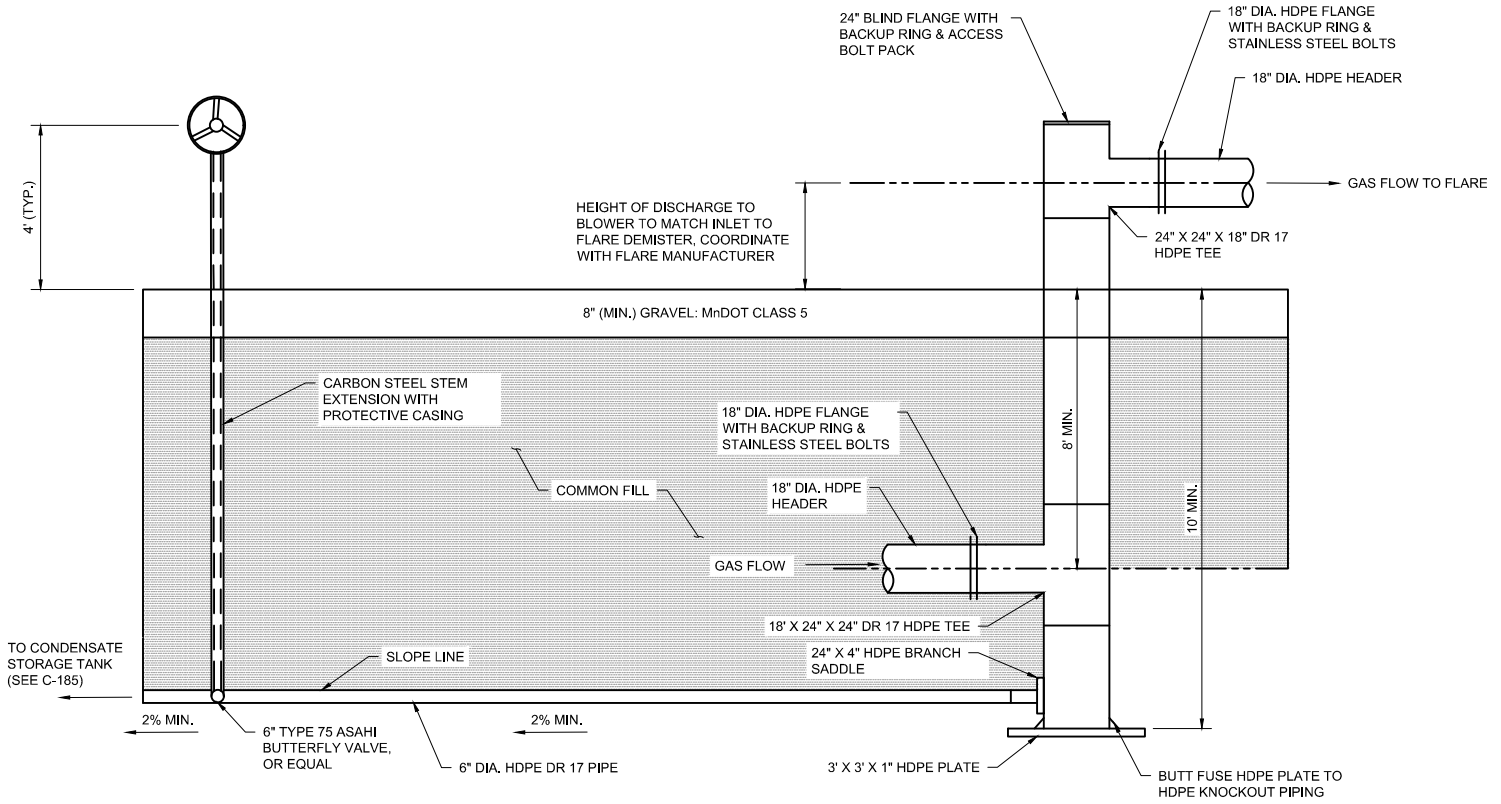 24" BLIND FLANGE WITH
BACKUP RING & ACCESS
BOLT PACK
18" DIA. HDPE FLANGE
WITH BACKUP RING &
STAINLESS STEEL BOLTS
18" DIA. HDPE HEADER
4' (TYP.)
HEIGHT OF DISCHARGE TO
BLOWER TO MATCH INLET TO
FLARE DEMISTER, COORDINATE
WITH FLARE MANUFACTURER
GAS FLOW TO FLARE
24" X 24" X 18" DR 17
HDPE TEE
8" (MIN.) GRAVEL: MnDOT CLASS 5
CARBON STEEL STEM
EXTENSION WITH
PROTECTIVE CASING
18" DIA. HDPE FLANGE
WITH BACKUP RING &
STAINLESS STEEL BOLTS
8' MIN.
10' MIN.
COMMON FILL
18" DIA. HDPE
HEADER
GAS FLOW
18' X 24" X 24" DR 17 HDPE TEE
TO CONDENSATE
STORAGE TANK
(SEE C-185)
SLOPE LINE
24" X 4" HDPE BRANCH
SADDLE
2% MIN.
2% MIN.
6" TYPE 75 ASAHI
BUTTERFLY VALVE,
OR EQUAL
6" DIA. HDPE DR 17 PIPE
3' X 3' X 1" HDPE PLATE
BUTT FUSE HDPE PLATE TO
HDPE KNOCKOUT PIPING